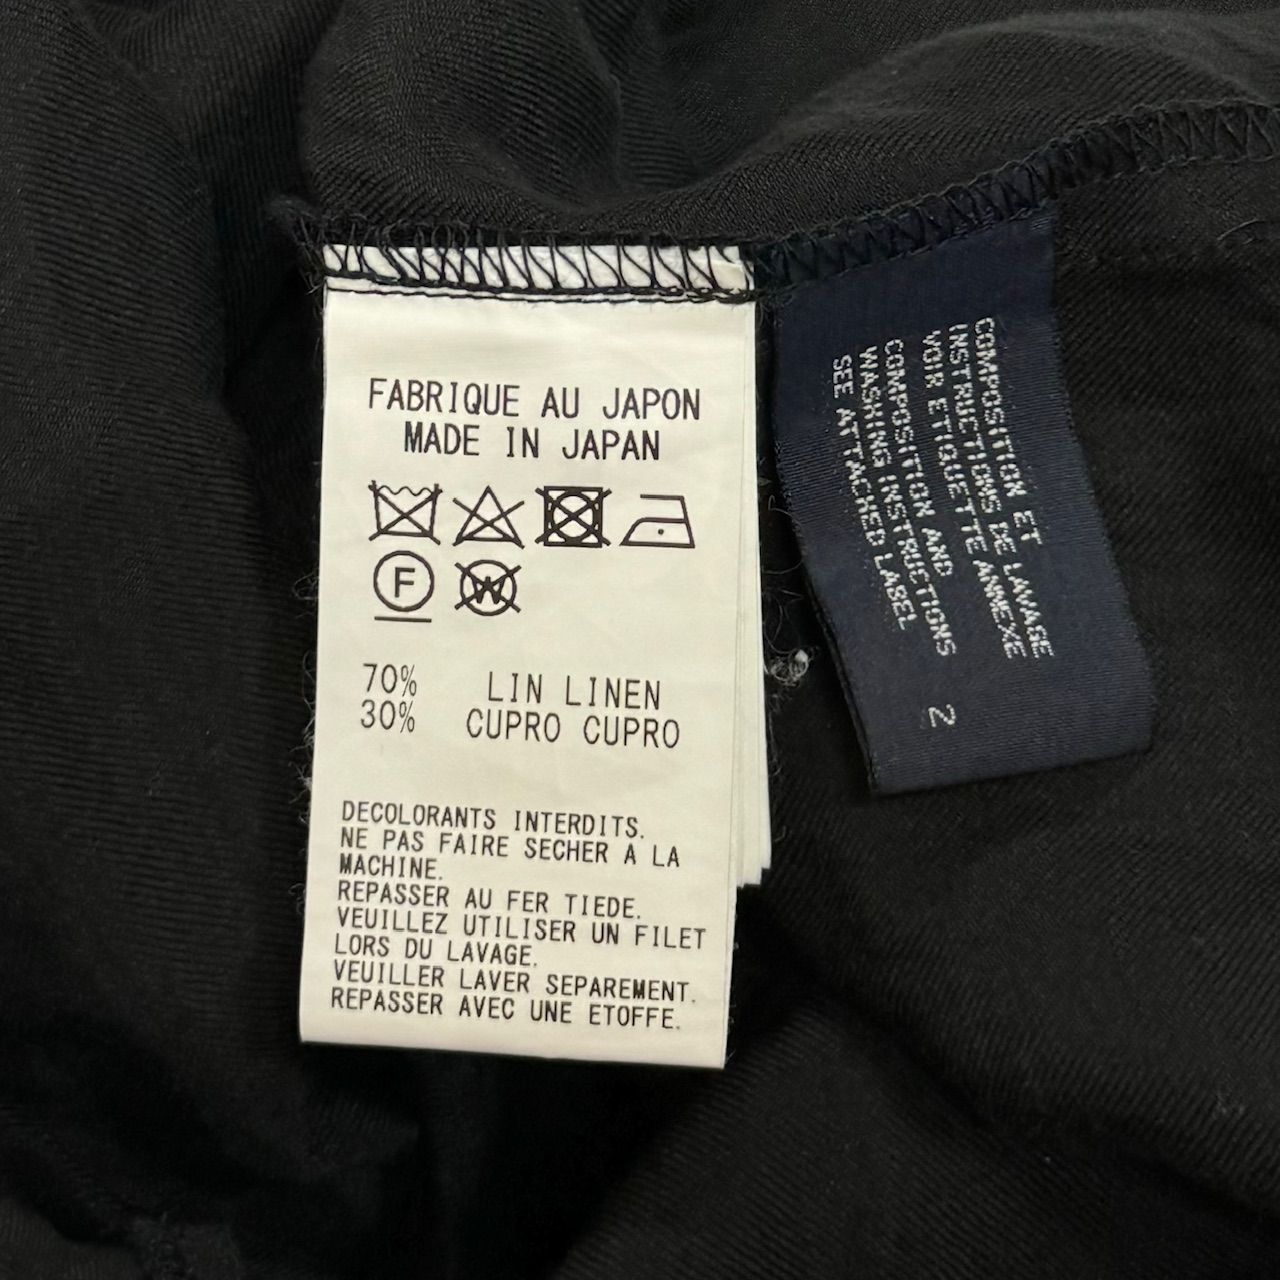 FABRIQUE AU JAPON
MADE IN JAPAN
F
W
70% LIN LINEN
30% CUPRO CUPRO
DECOLORANTS INTERDITS.
NE PAS FAIRE SECHER A LA
MACHINE.
REPASSER AU FER TIEDE.
VEUILLEZ UTILISER UN FILET
LORS DU LAVAGE.
VEUILLER LAVER SEPAREMENT.
REPASSER AVEC UNE ETOFFE.
COMPOSITION ET
INSTRUCTIONS DE LAVAGE
VOIR ETIQUETTE ANNEXE
COMPOSITION AND
WASHING INSTRUCTIONS
SEE ATTACHED LABEL
2